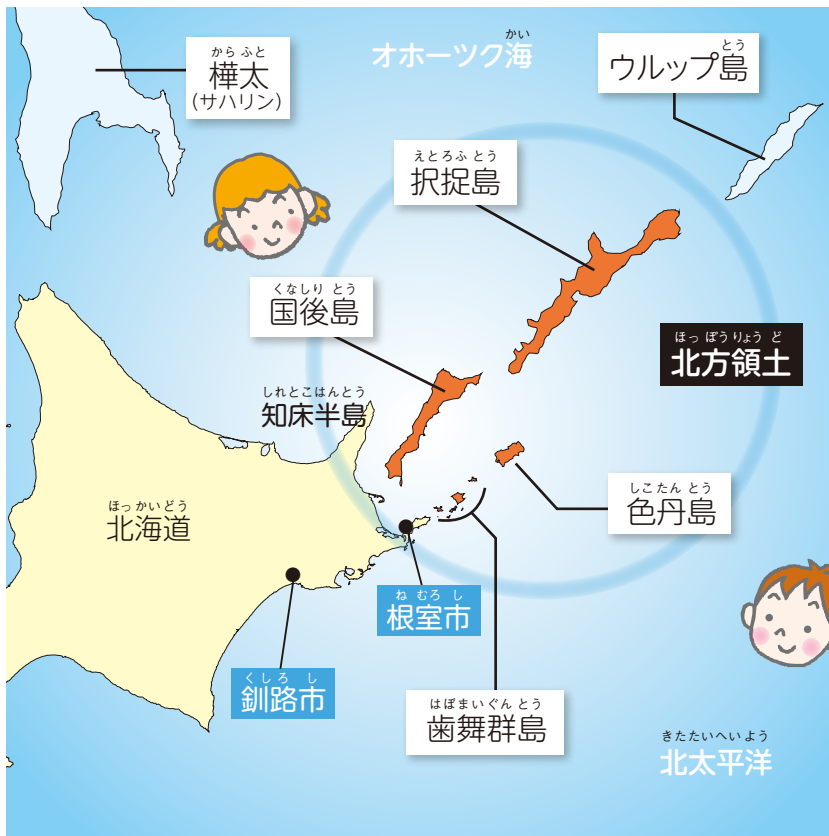 からふと
樺太
(サハリン)
かい
オホーツク海
とう
ウルップ島
えとろふ とう
択捉島
くなしり とう
国後島
ほっ ぽう りょう ど
北方領土
しれとこはんとう
知床半島
ほっかいどう
北海道
しこたん とう
色丹島
ね むろ し
根室市
くしろ し
釧路市
はぼまいぐん とう
歯舞群島
きたたいへいよう
北太平洋